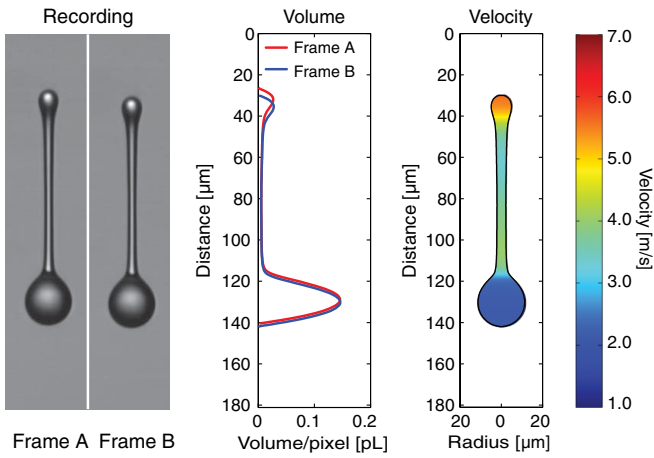 Recording
Frame A Frame B
Volume
Frame A
Frame B
0
20
40
60
80
100
120
140
160
180
Distance [µm]
0 0.1 0.2
Volume/pixel [pL]
Velocity
0
20
40
60
80
100
120
140
160
180
Distance [µm]
20 0 20
Radius [µm]
7.0
6.0
5.0
4.0
3.0
2.0
1.0
Velocity [m/s]